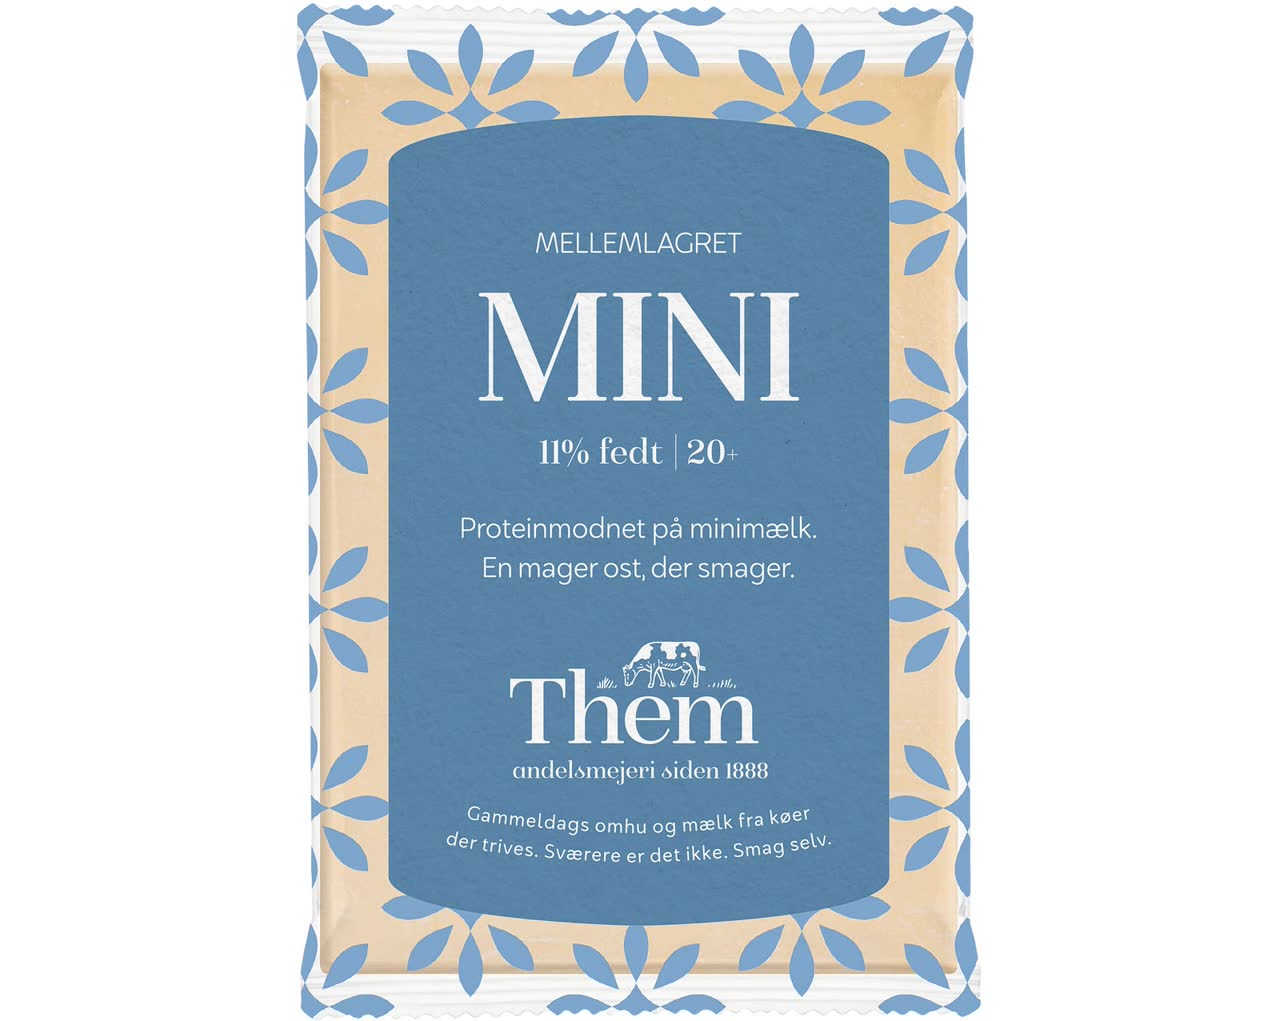 MELLEMLAGRET
MINI
11% fedt | 20+
Proteinmodnet på minimælk.
En mager ost, der smager.
Them
andelsmejeri siden 1888
Gammeldags omhu og mælk fra køer
der trives. Sværere er det ikke. Smag selv.